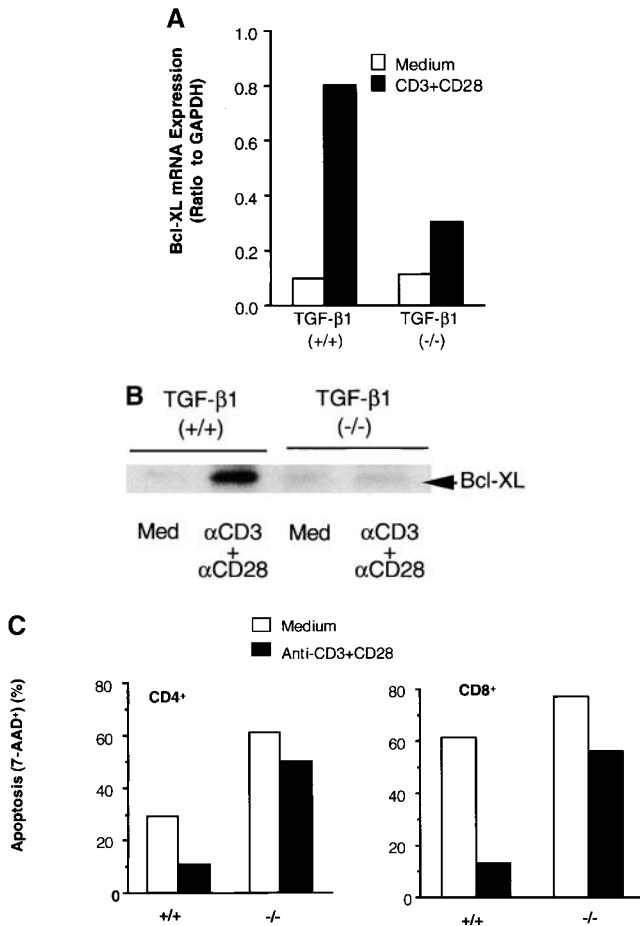 A
Bcl-XL mRNA Expression
(Ratio to GAPDH)
1.0
0.8
0.6
0.4
0.2
0.0
Medium
CD3+CD28
TGF-β1 TGF-β1
(+/+) (-/-)
B
TGF-β1 TGF-β1
(+/+) (-/-)
Bcl-XL
Med αCD3 Med αCD3
+ +
αCD28 αCD28
C
Medium
Anti-CD3+CD28
Apoptosis (7-AAD⁺) (%)
CD4⁺
80
60
40
20
0
+/+ -/-
CD8⁺
80
60
40
20
0
+/+ -/-